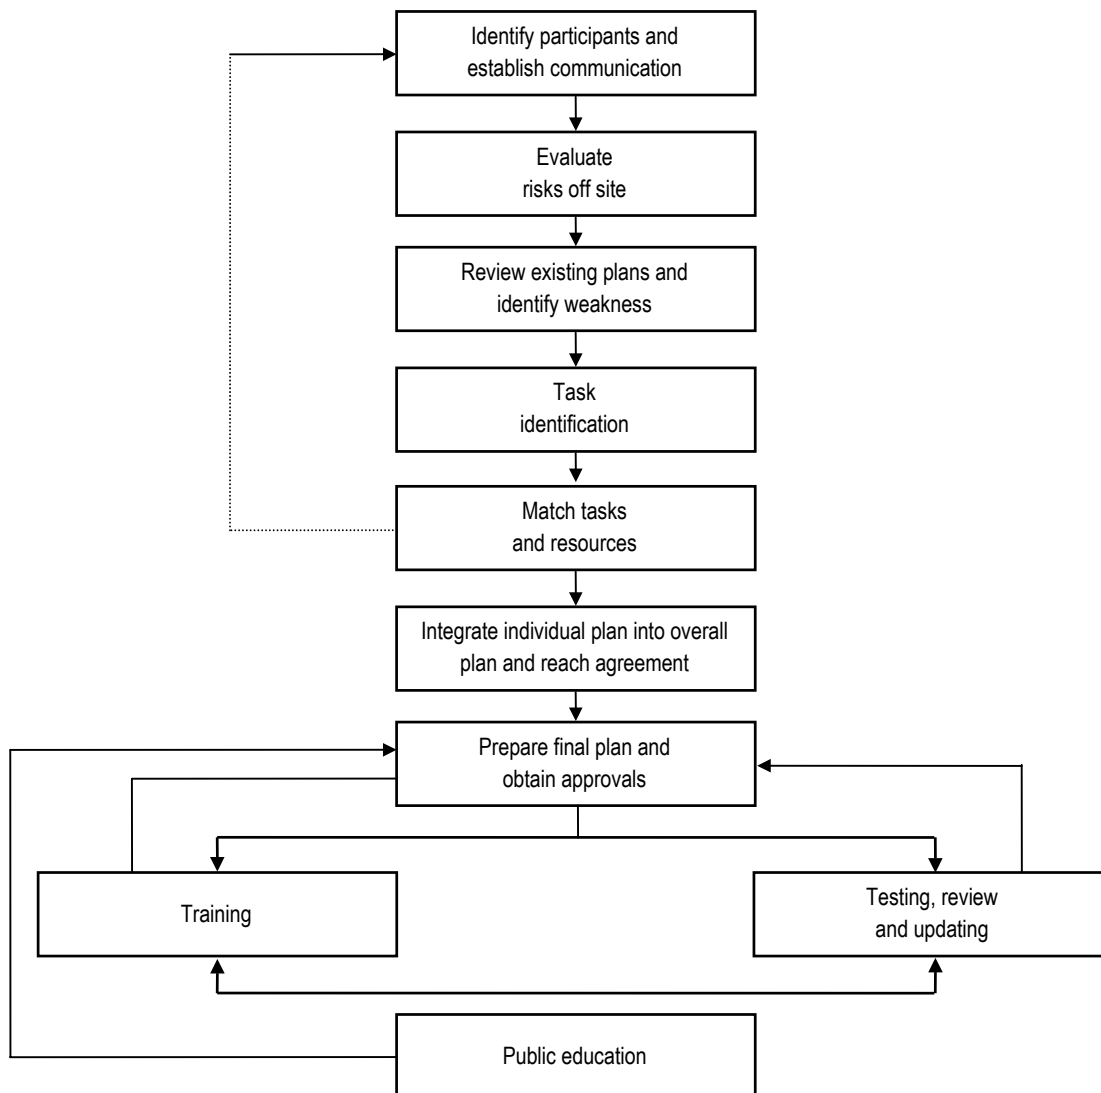 Identify participants and
establish communication
Evaluate
risks off site
Review existing plans and
identify weakness
Task
identification
Match tasks
and resources
Integrate individual plan into overall
plan and reach agreement
Prepare final plan and
obtain approvals
Training
Testing, review
and updating
Public education